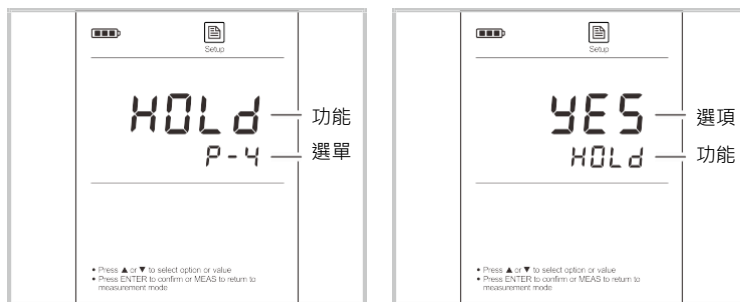 Setup
HOLd
功能
P-4
選單
• Press ▲ or ▼ to select option or value
• Press ENTER to confirm or MEAS to return to
measurement mode
Setup
YES
選項
HOLd
功能
• Press ▲ or ▼ to select option or value
• Press ENTER to confirm or MEAS to return to
measurement mode